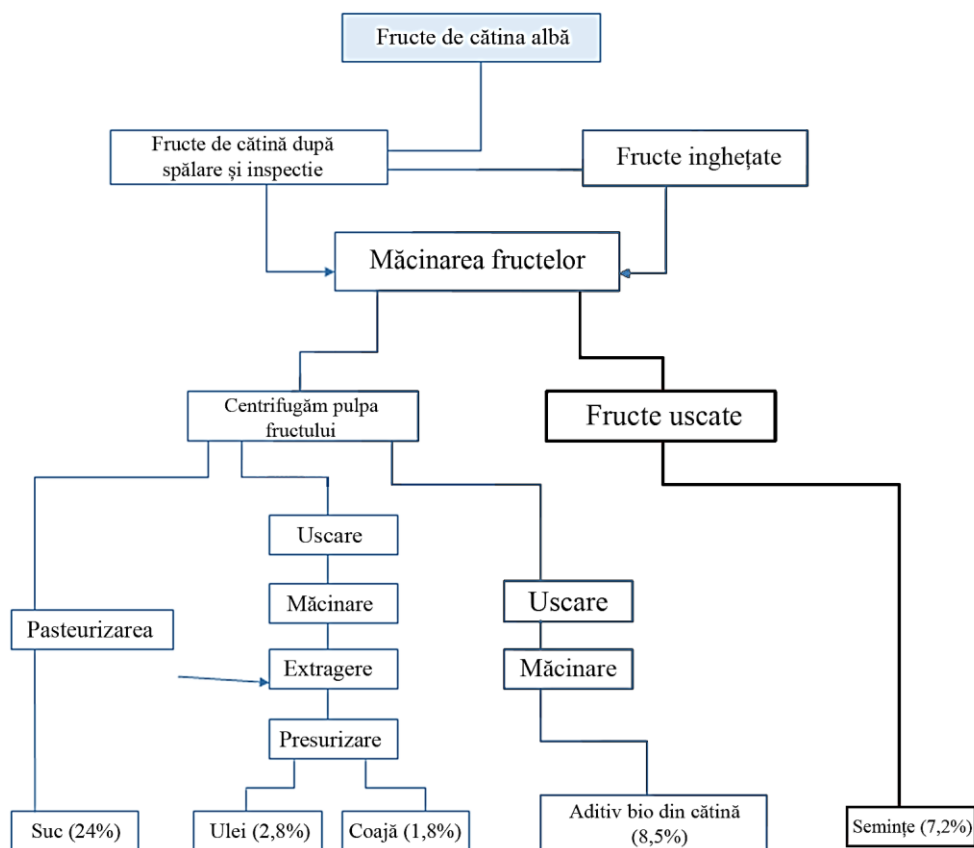 Fructe de cătina albă
Fructe de cătină după
spălare și inspectie
Fructe inghețate
Măcinarea fructelor
Centrifugăm pulpa
fructului
Fructe uscate
Uscare
Măcinare
Uscare
Pasteurizarea
Extragere
Măcinare
Presurizare
Suc (24%)
Ulei (2,8%)
Coajă (1,8%)
Aditiv bio din cătină
(8,5%)
Semințe (7,2%)